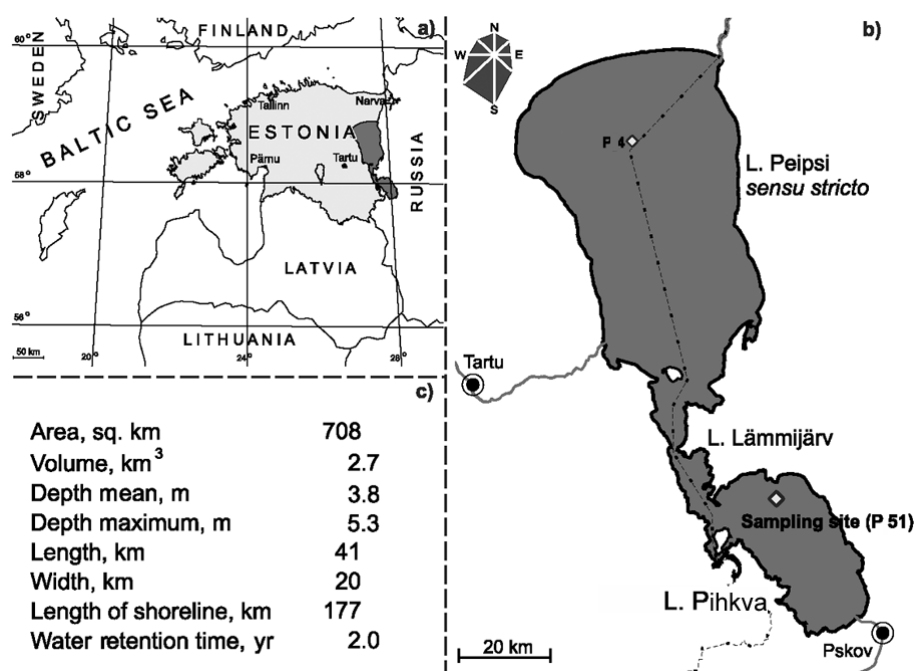 a)
FINLAND
60°
SWEDEN
BALTIC SEA
Tallinn
Narva
ESTONIA
Pärnu
Tartu
58°
RUSSIA
LATVIA
56°
LITHUANIA
50 km
20°
24°
28°
b)
N
W E
S
P 4
L. Peipsi
sensu stricto
Tartu
L. Lämmijärv
Sampling site (P 51)
L. Pihkva
Pskov
20 km
c)
Area, sq. km 708
Volume, km³ 2.7
Depth mean, m 3.8
Depth maximum, m 5.3
Length, km 41
Width, km 20
Length of shoreline, km 177
Water retention time, yr 2.0